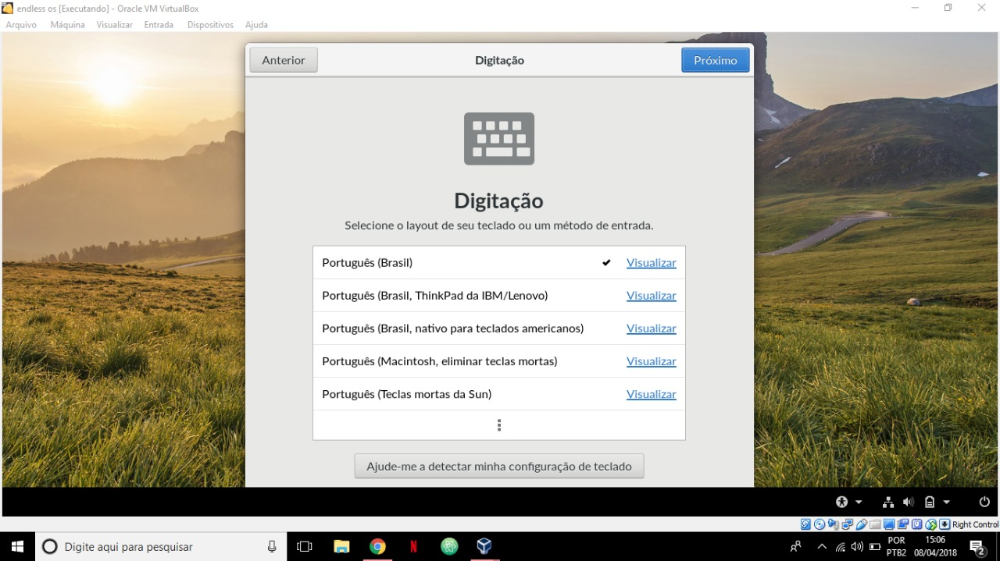 endless os [Executando] - Oracle VM VirtualBox
Arquivo Máquina Visualizar Entrada Dispositivos Ajuda
Anterior Digitação Próximo
Digitação
Selecione o layout de seu teclado ou um método de entrada.
Português (Brasil) Visualizar
Português (Brasil, ThinkPad da IBM/Lenovo) Visualizar
Português (Brasil, nativo para teclados americanos) Visualizar
Português (Macintosh, eliminar teclas mortas) Visualizar
Português (Teclas mortas da Sun) Visualizar
Ajude-me a detectar minha configuração de teclado
Right Control
Digite aqui para pesquisar
N
POR 15:06
PTB2 08/04/2018 2